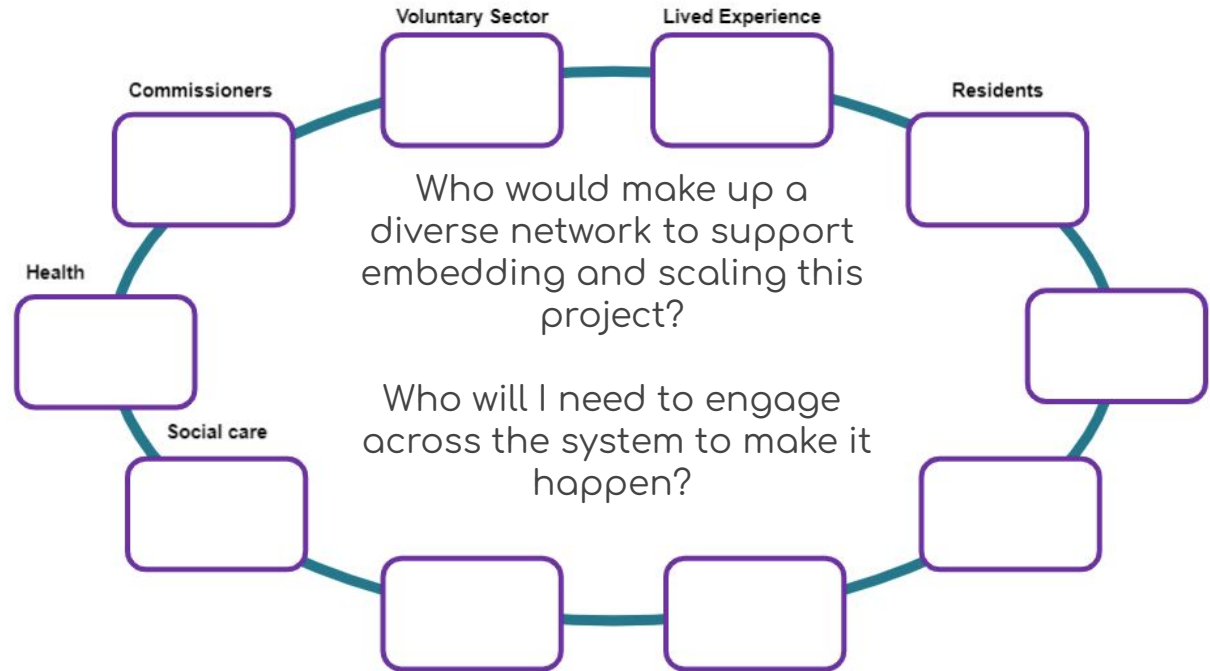 Voluntary Sector
Lived Experience
Commissioners
Residents
Who would make up a
diverse network to support
embedding and scaling this
project?
Health
Who will I need to engage
across the system to make it
happen?
Social care